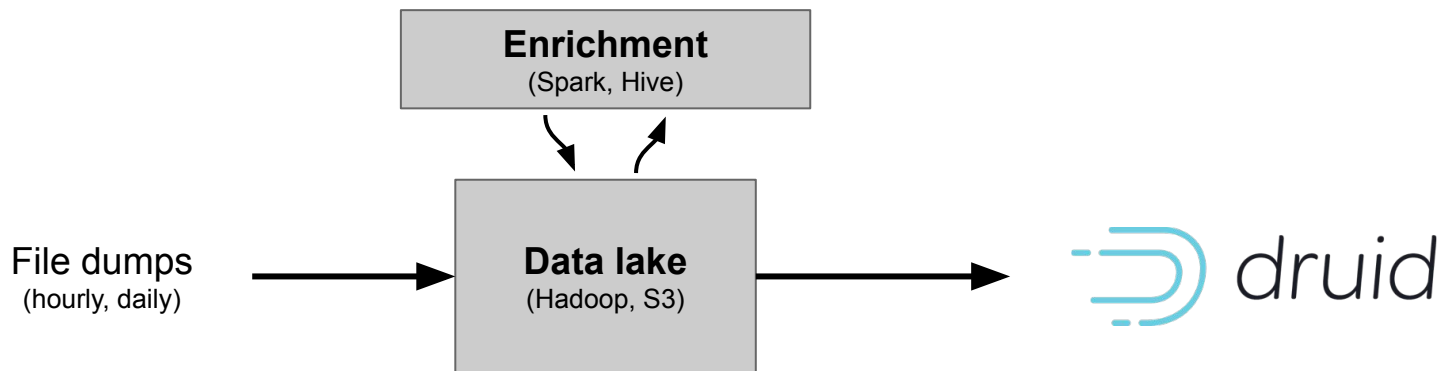 Enrichment
(Spark, Hive)
File dumps
(hourly, daily)
Data lake
(Hadoop, S3)
druid